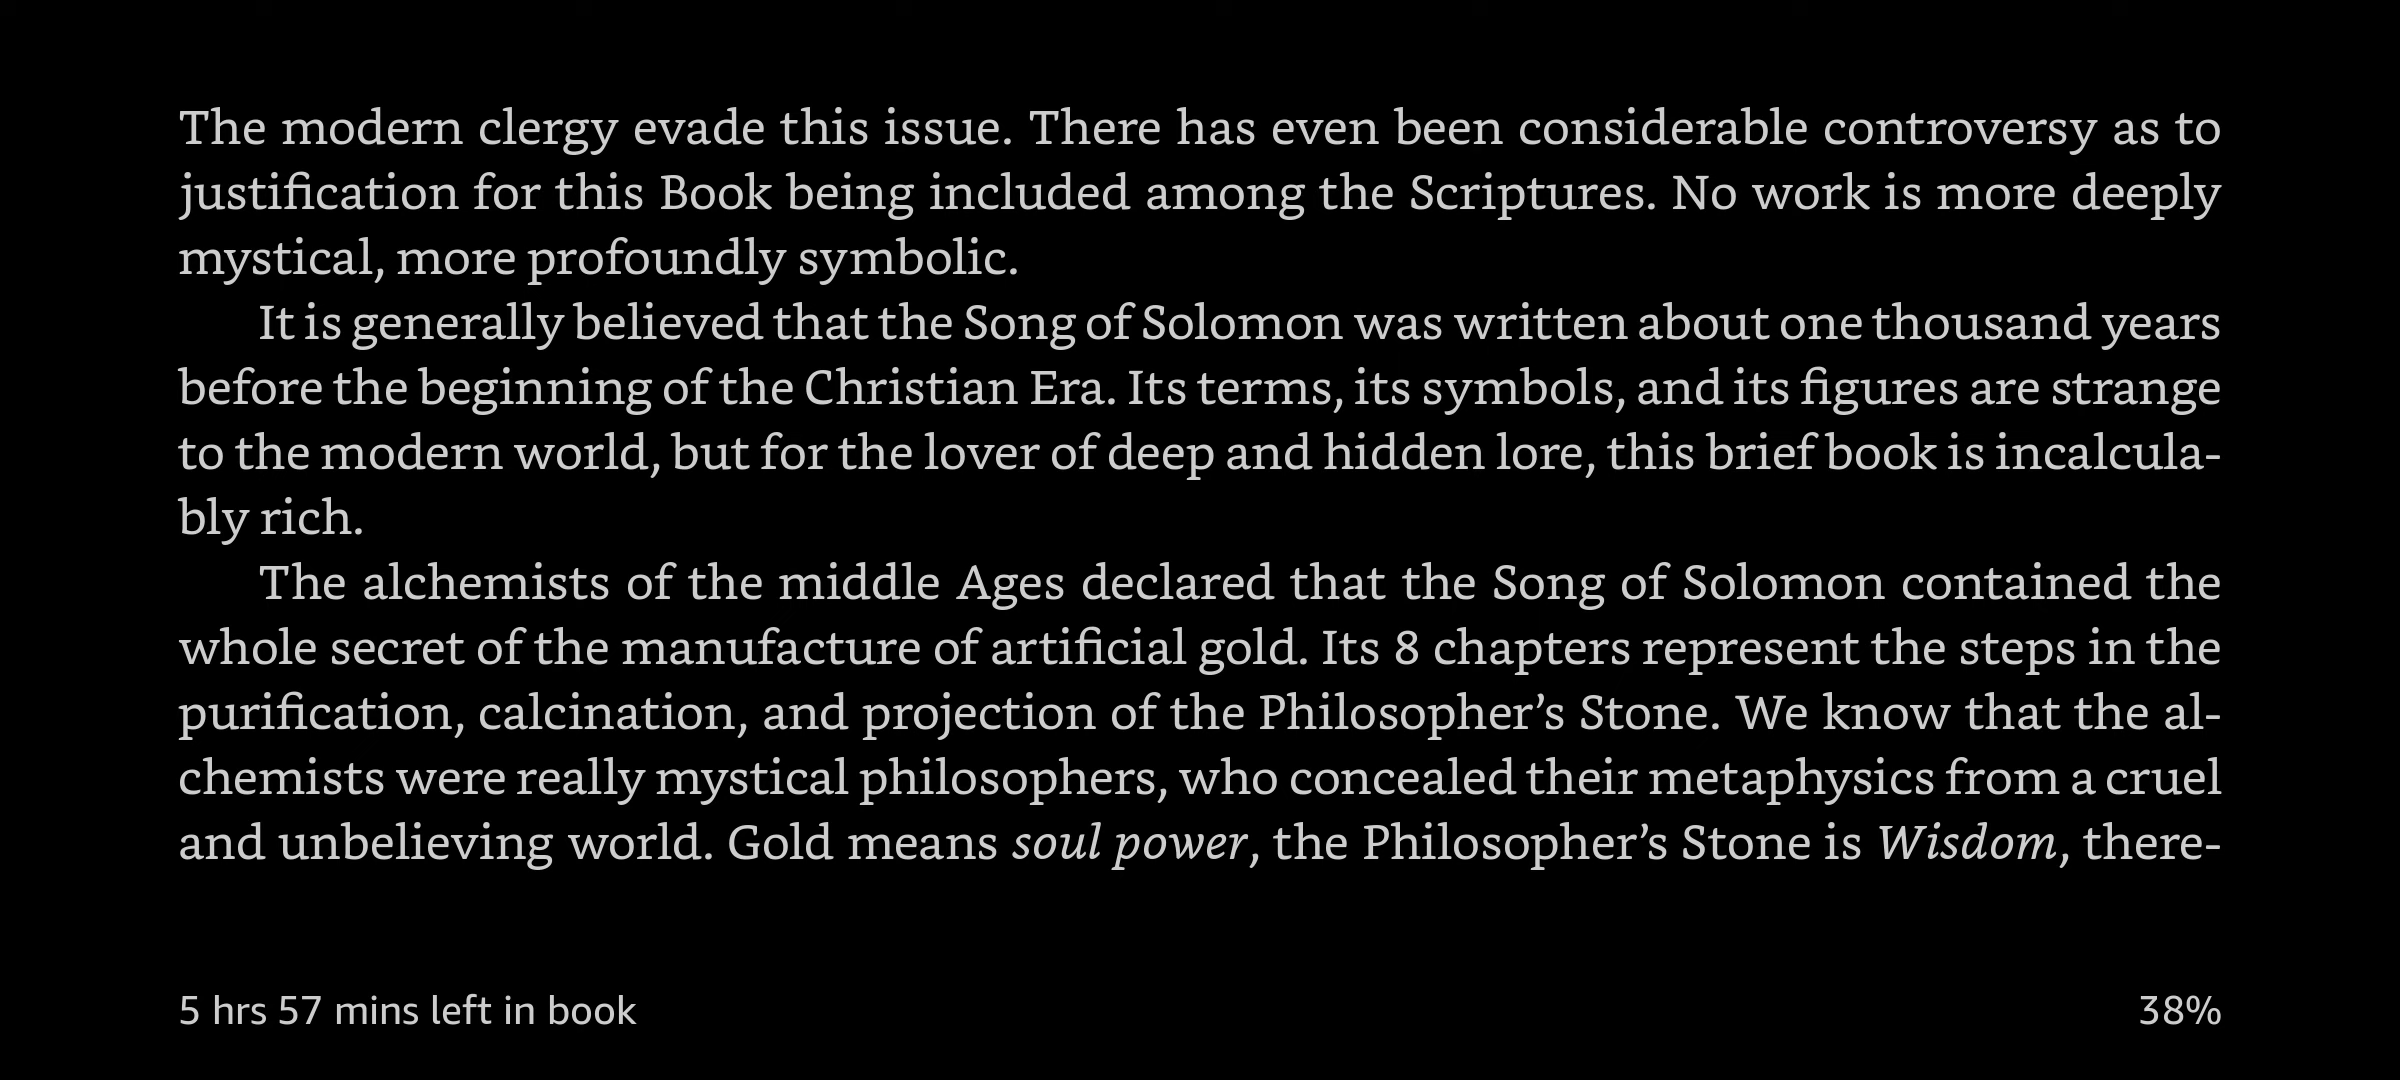 The modern clergy evade this issue. There has even been considerable controversy as to
justification for this Book being included among the Scriptures. No work is more deeply
mystical, more profoundly symbolic.
It is generally believed that the Song of Solomon was written about one thousand years
before the beginning of the Christian Era. Its terms, its symbols, and its figures are strange
to the modern world, but for the lover of deep and hidden lore, this brief book is incalcula-
bly rich.
The alchemists of the middle Ages declared that the Song of Solomon contained the
whole secret of the manufacture of artificial gold. Its 8 chapters represent the steps in the
purification, calcination, and projection of the Philosopher’s Stone. We know that the al-
chemists were really mystical philosophers, who concealed their metaphysics from a cruel
and unbelieving world. Gold means soul power, the Philosopher’s Stone is Wisdom, there-
5 hrs 57 mins left in book
38%